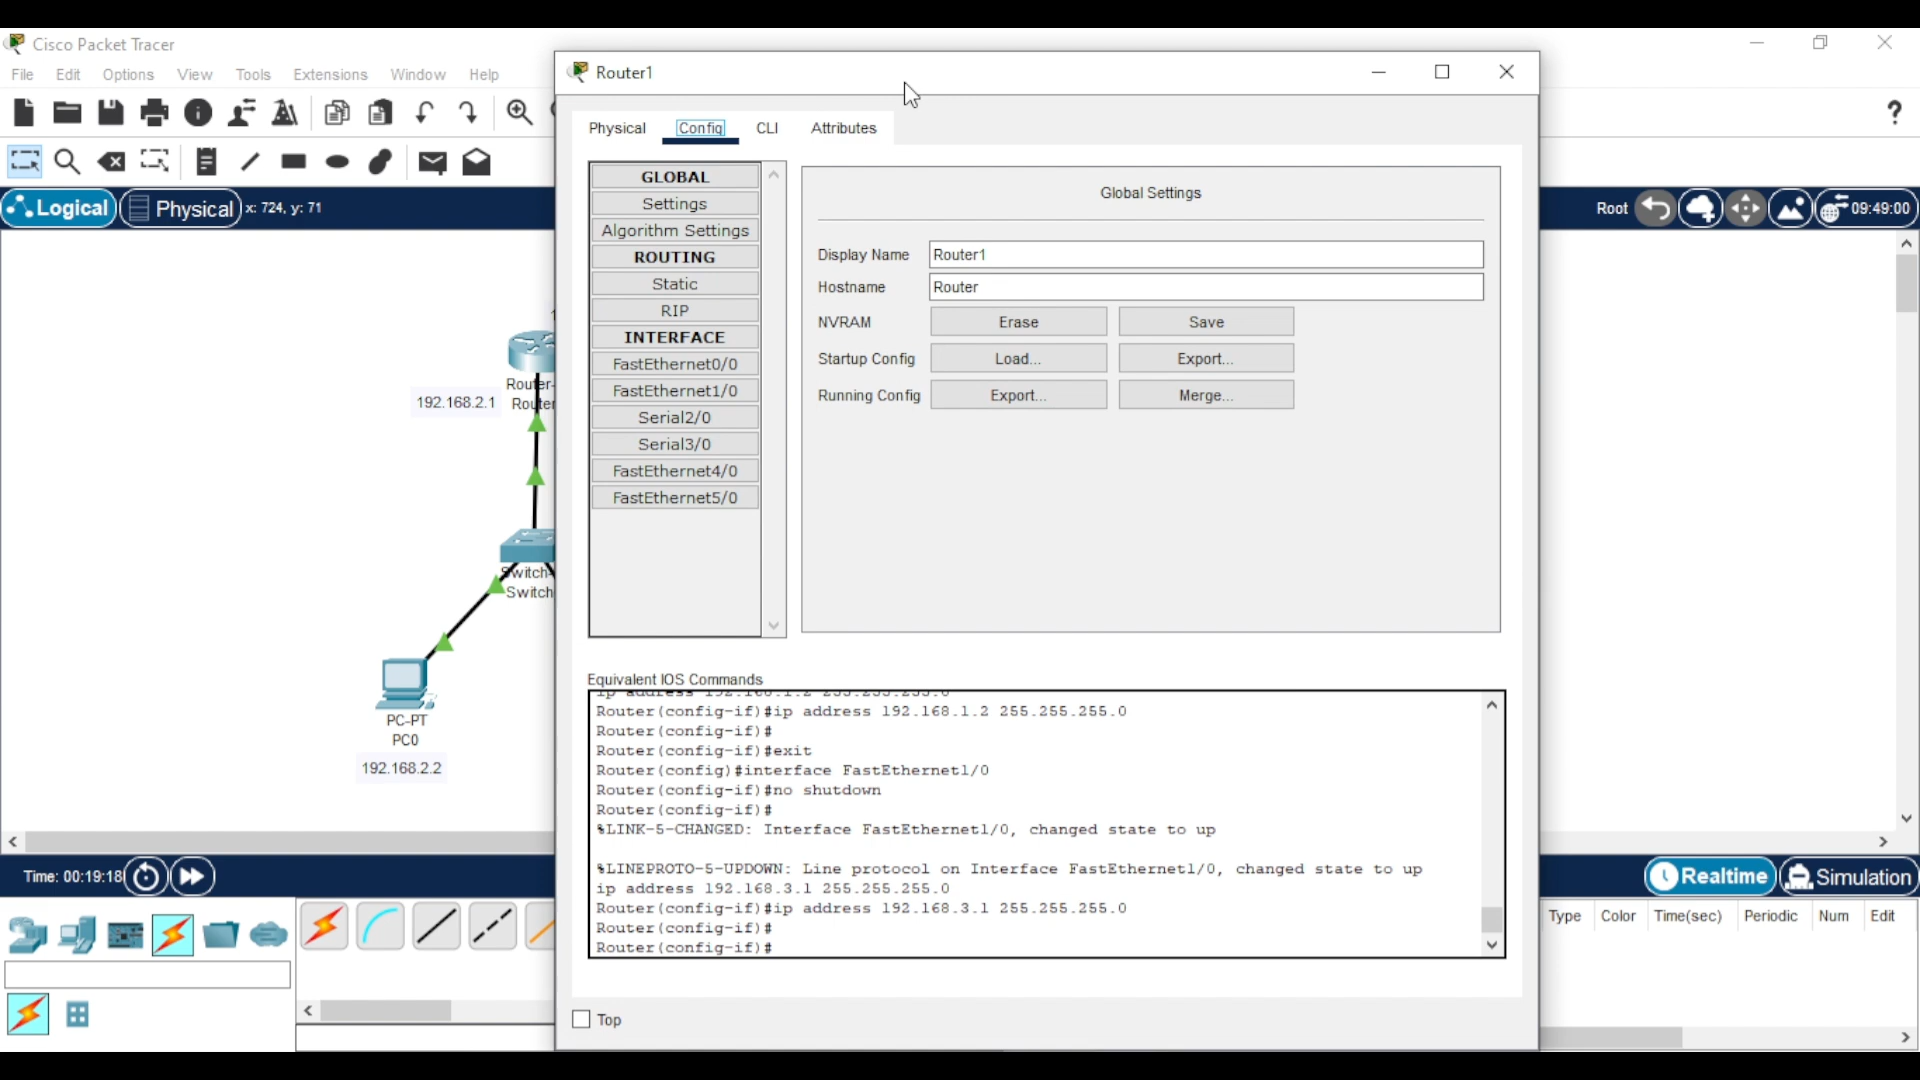 Cisco Packet Tracer
File Edit Options View Tools Extensions Window Help
Logical
Physical
x: 724, y: 71
Root
09:49:00
192.168.2.1
PC-PT
PC0
192.168.2.2
Time: 00:19:18
Realtime
Simulation
Type Color Time(sec) Periodic Num Edit
Router1
Physical Config CLI Attributes
GLOBAL
Settings
Algorithm Settings
ROUTING
Static
RIP
INTERFACE
FastEthernet0/0
FastEthernet1/0
Serial2/0
Serial3/0
FastEthernet4/0
FastEthernet5/0
Global Settings
Display Name Router1
Hostname Router
NVRAM Erase Save
Startup Config Load... Export...
Running Config Export... Merge...
Equivalent IOS Commands
Router(config-if)#ip address 192.168.1.2 255.255.255.0
Router(config-if)#
Router(config-if)#exit
Router(config)#interface FastEthernet1/0
Router(config-if)#no shutdown
Router(config-if)#
%LINK-5-CHANGED: Interface FastEthernet1/0, changed state to up
%LINEPROTO-5-UPDOWN: Line protocol on Interface FastEthernet1/0, changed state to up
ip address 192.168.3.1 255.255.255.0
Router(config-if)#ip address 192.168.3.1 255.255.255.0
Router(config-if)#
Router(config-if)#
Top